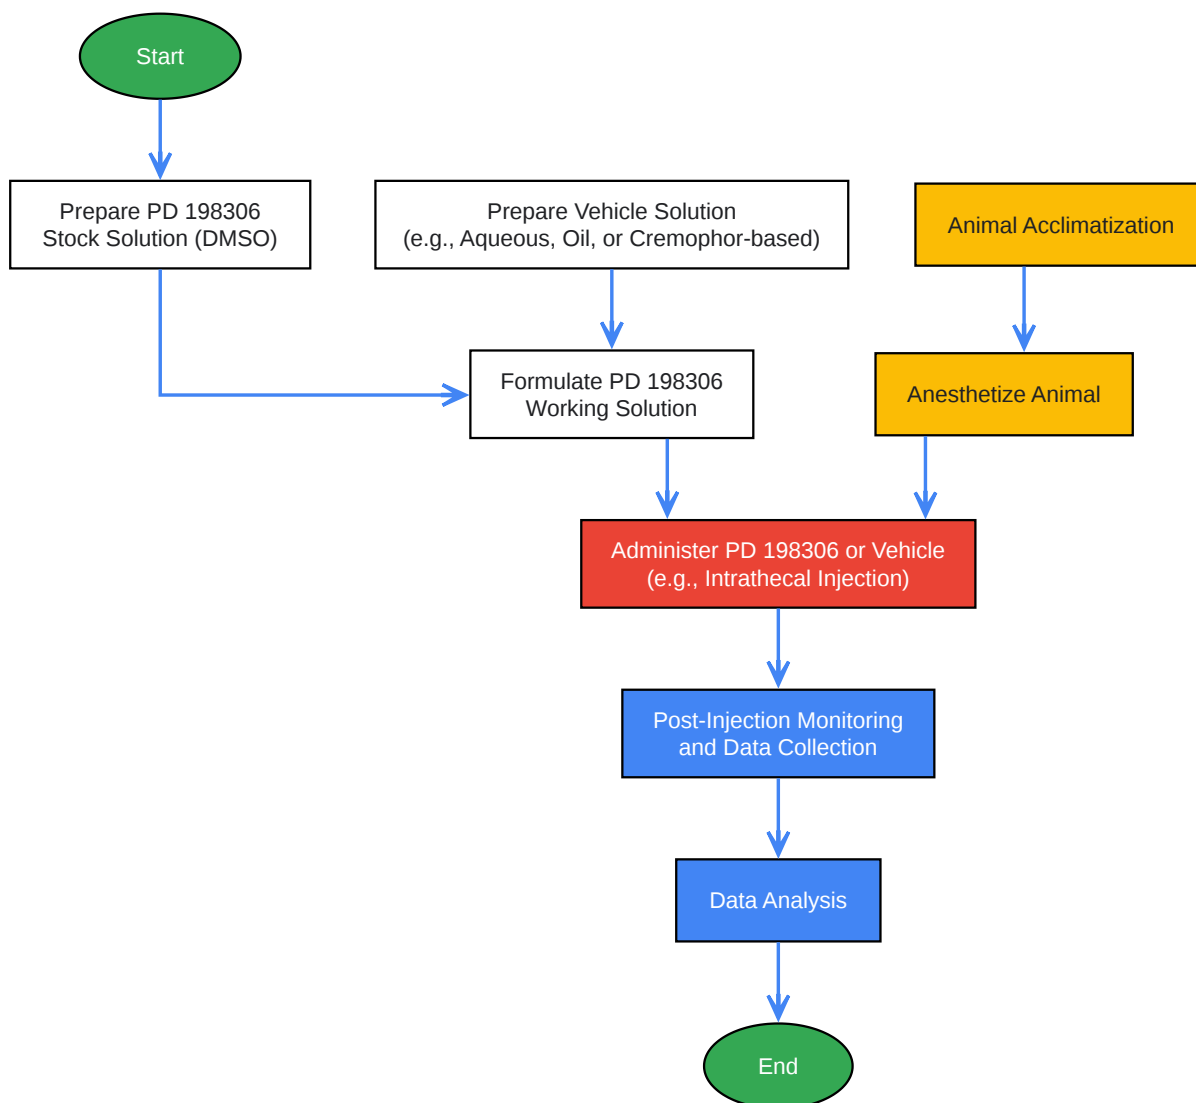 Start
Prepare PD 198306
Stock Solution (DMSO)
Prepare Vehicle Solution
(e.g., Aqueous, Oil, or Cremophor-based)
Animal Acclimatization
Formulate PD 198306
Working Solution
Anesthetize Animal
Administer PD 198306 or Vehicle
(e.g., Intrathecal Injection)
Post-Injection Monitoring
and Data Collection
Data Analysis
End